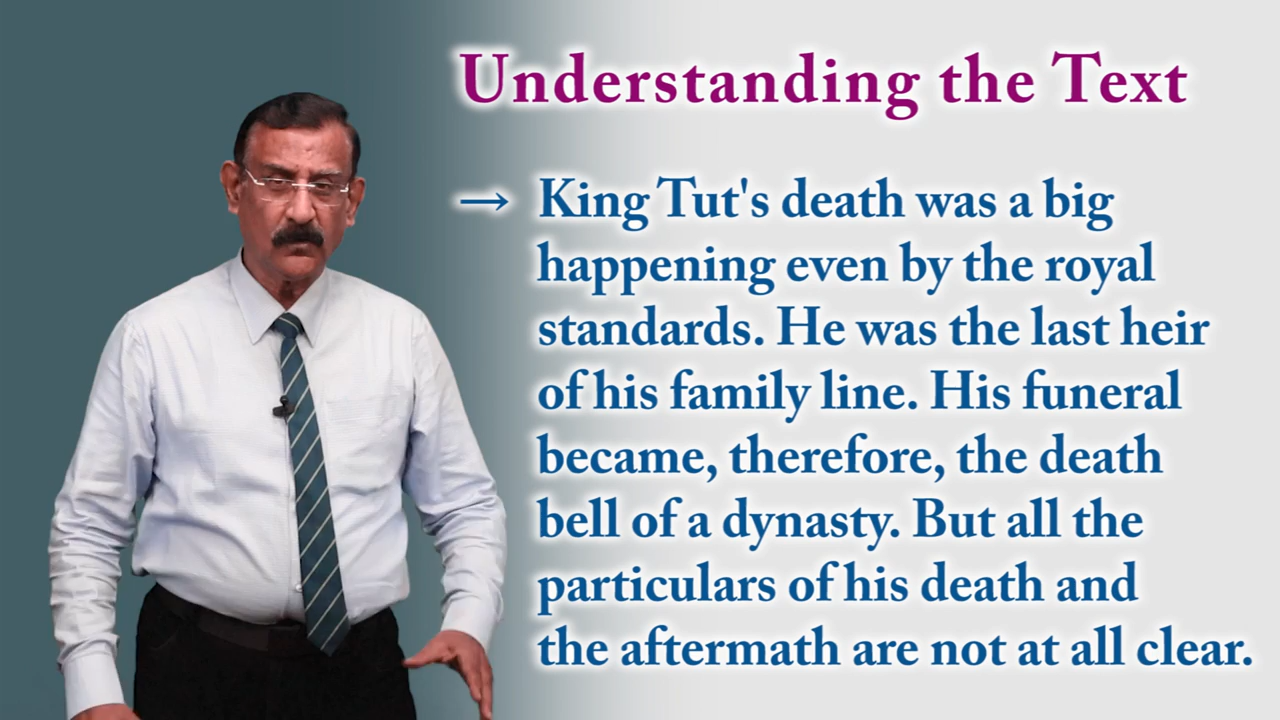 Understanding the Text
→ King Tut's death was a big
happening even by the royal
standards. He was the last heir
of his family line. His funeral
became, therefore, the death
bell of a dynasty. But all the
particulars of his death and
the aftermath are not at all clear.